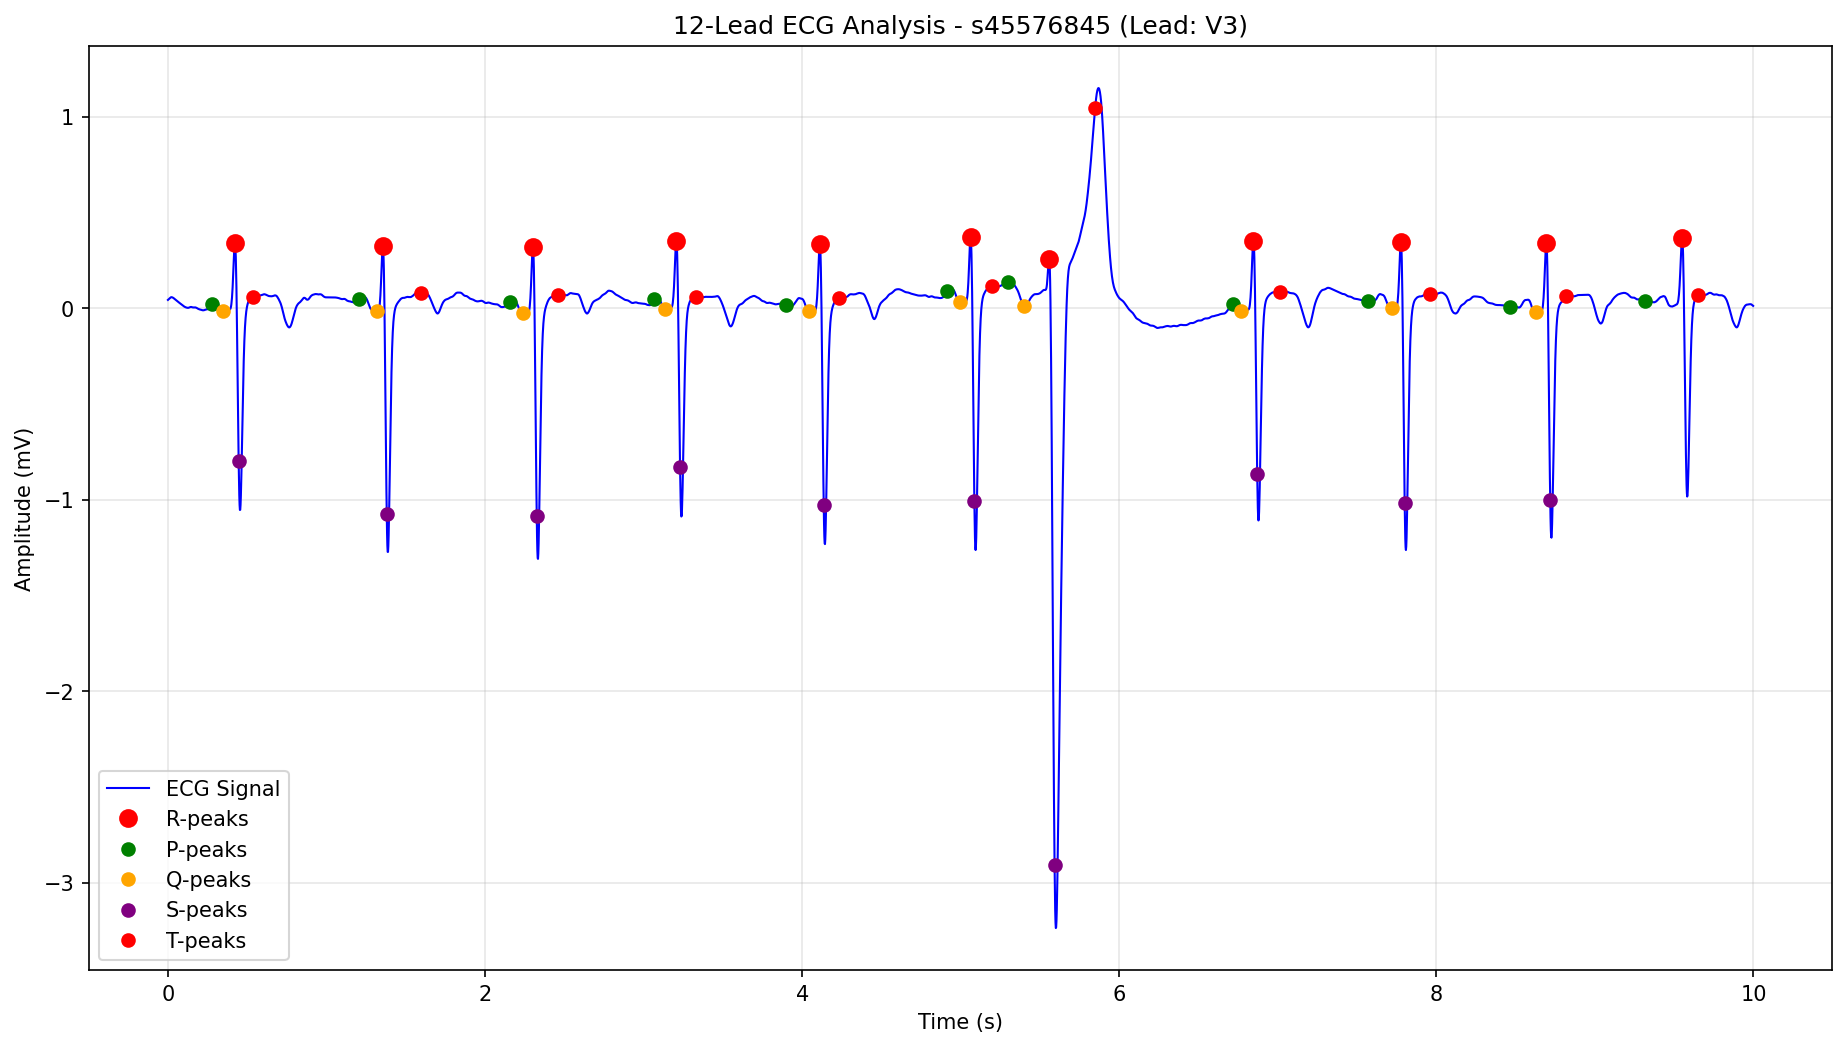 12-Lead ECG Analysis - s45576845 (Lead: V3)
Amplitude (mV)
1
0
−1
−2
−3
ECG Signal
R-peaks
P-peaks
Q-peaks
S-peaks
T-peaks
0 2 4 6 8 10
Time (s)